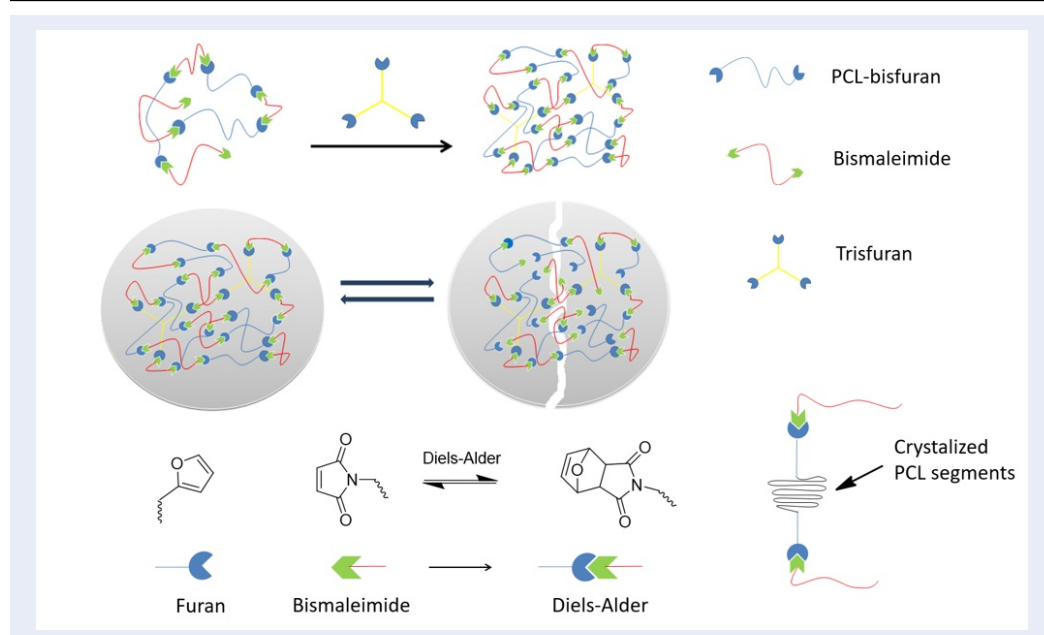 PCL-bisfuran
Bismaleimide
Trisfuran
Crystalized
PCL segments
O
O
N
O
Diels-Alder
O
O
N
O
Furan
Bismaleimide
Diels-Alder